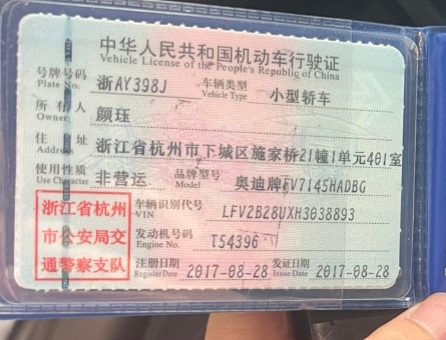 中华人民共和国机动车行驶证
Vehicle License of the People's Republic of China
号牌号码 浙AY398J 车辆类型 小型轿车
Plate No. Vehicle Type
所有人 颜珏
Owner
住址 浙江省杭州市下城区施家桥21幢1单元401室
Address
使用性质 非营运 品牌型号 奥迪牌FV7145HADBG
Use Character Model
浙江省杭州
市公安局交
通警察支队
车辆识别代号 LFV2B28UXH3038893
VIN
发动机号码 T54396
Engine No.
注册日期 2017-08-28 发证日期 2017-08-28
Register Date Issue Date